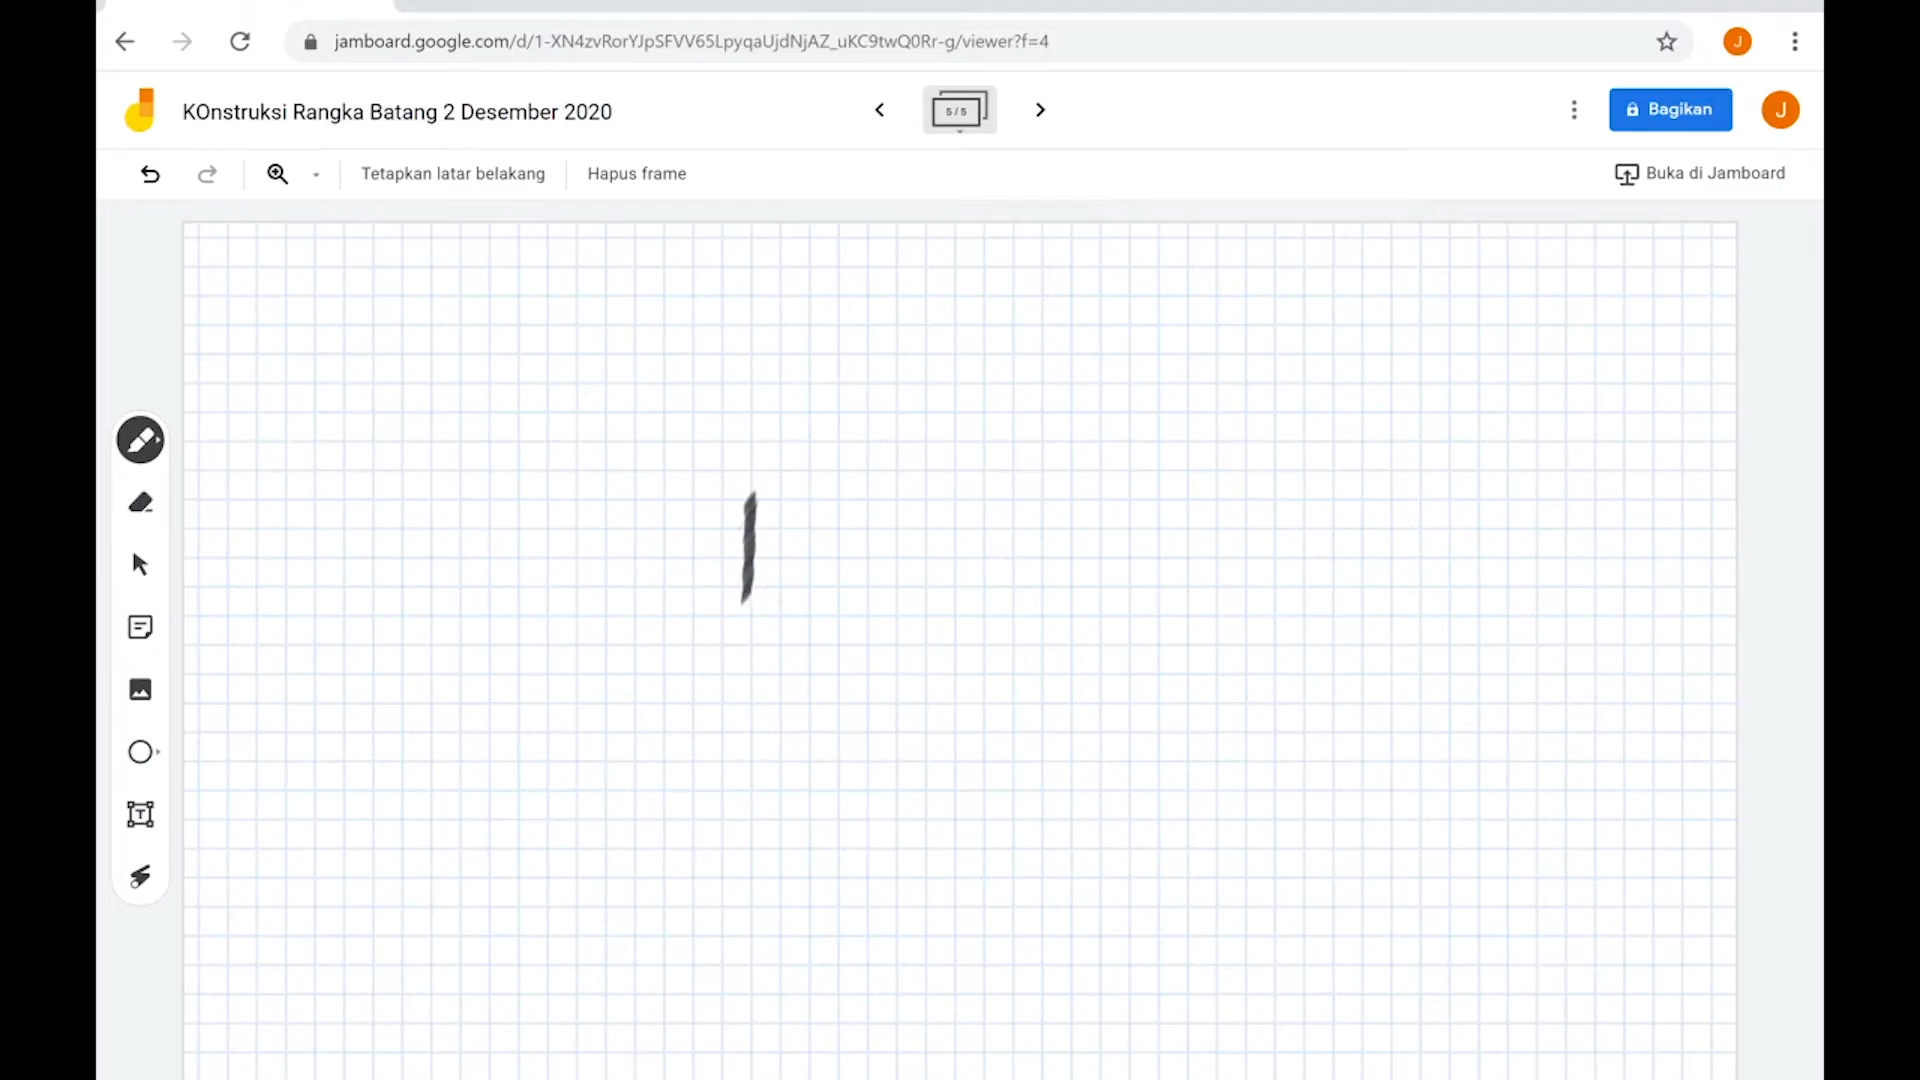 jamboard.google.com/d/1-XN4zvRorYJpSFVV65LpyqaUjdNjAZ_uKC9twQ0Rr-g/viewer?f=4
J
KOnstruksi Rangka Batang 2 Desember 2020
5 / 5
Bagikan
J
Tetapkan latar belakang
Hapus frame
Buka di Jamboard
T